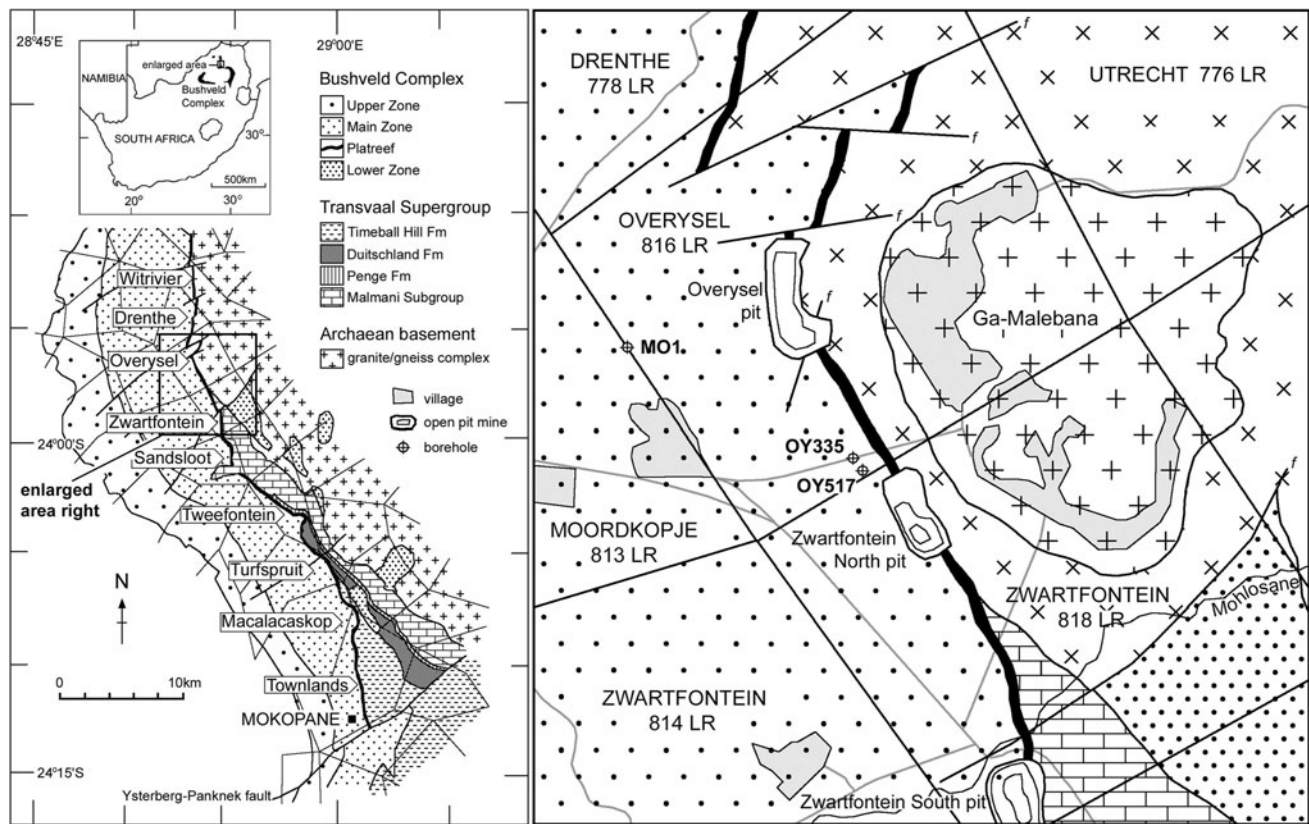 28°45'E
29°00'E
enlarged area
NAMIBIA
Bushveld
Complex
SOUTH AFRICA
30°
500km
20°
30°
Bushveld Complex
Upper Zone
Main Zone
Platreef
Lower Zone
Transvaal Supergroup
Timeball Hill Fm
Duitschland Fm
Penge Fm
Malmani Subgroup
Archaean basement
granite/gneiss complex
village
open pit mine
borehole
Witrivier
Drenthe
Overysel
Zwartfontein
24°00'S
Sandsloot
enlarged
area right
Tweefontein
Turfspruit
N
Macalacaskop
0
10km
Townlands
MOKOPANE
24°15'S
Ysterberg-Panknek fault
DRENTHE
778 LR
f
UTRECHT 776 LR
f
OVERYSEL
816 LR
f
Overysel
pit
f
Ga-Malebana
MO1
OY335
OY517
f
MOORDKOPJE
813 LR
Zwartfontein
North pit
ZWARTFONTEIN
818 LR
Mohlosane
ZWARTFONTEIN
814 LR
Zwartfontein South pit